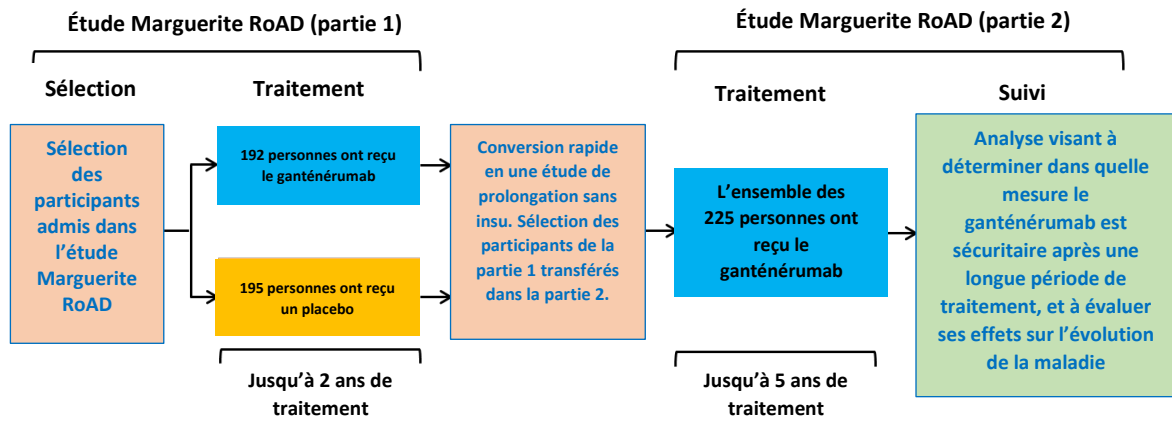 Étude Marguerite RoAD (partie 1)
Sélection
Traitement
Sélection
des
participants
admis dans
l'étude
Marguerite
RoAD
192 personnes ont reçu
le ganténérumab
195 personnes ont reçu
un placebo
Jusqu'à 2 ans de
traitement
Conversion rapide
en une étude de
prolongation sans
insu. Sélection des
participants de la
partie 1 transférés
dans la partie 2.
Étude Marguerite RoAD (partie 2)
Traitement
Suivi
L'ensemble des
225 personnes ont
reçu le
ganténérumab
Jusqu'à 5 ans de
traitement
Analyse visant à
déterminer dans quelle
mesure le
ganténérumab est
sécuritaire après une
longue période de
traitement, et à évaluer
ses effets sur l'évolution
de la maladie